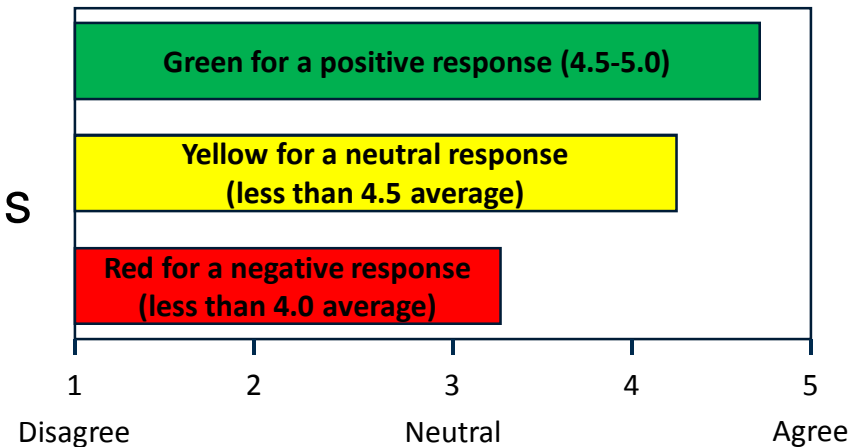 Green for a positive response (4.5-5.0)
Yellow for a neutral response
(less than 4.5 average)
s
Red for a negative response
(less than 4.0 average)
1 2 3 4 5
Disagree Neutral Agree